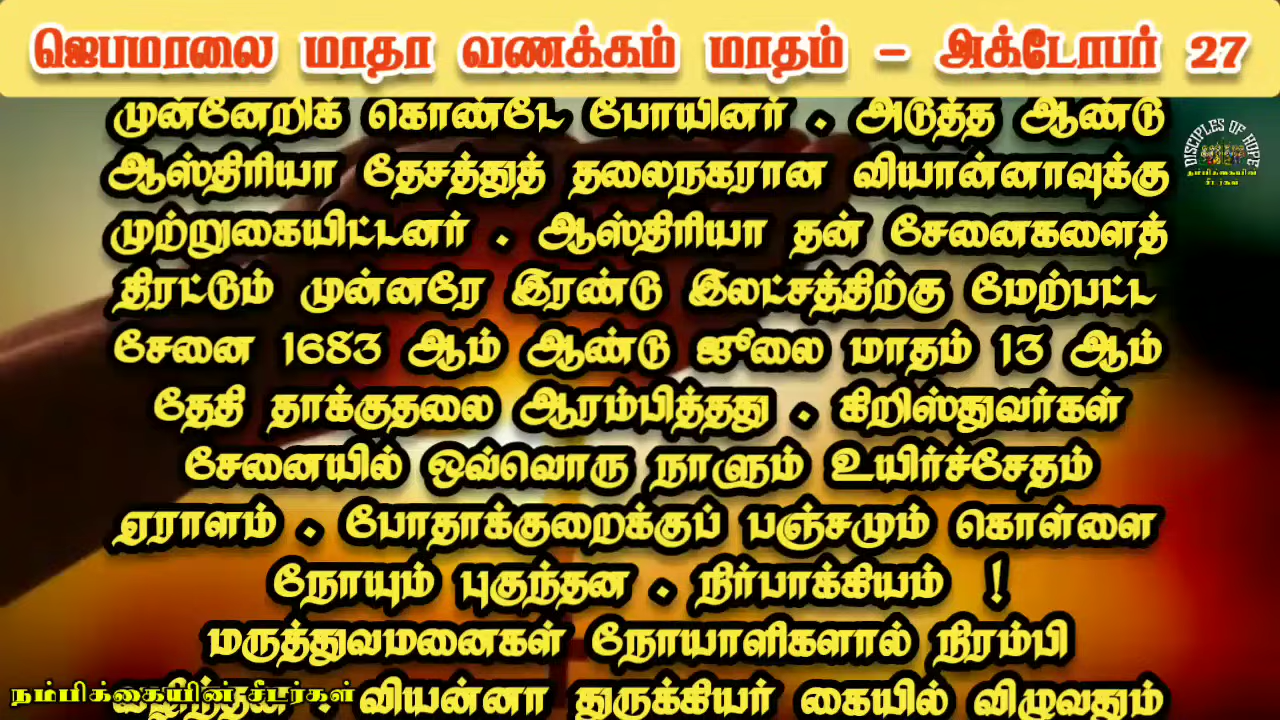 ஜெபமாலை மாதா வணக்கம் மாதம் - அக்டோபர் 27
முன்னேறிக் கொண்டே போயினர் . அடுத்த ஆண்டு
ஆஸ்திரியா தேசத்துத் தலைநகரான வியான்னாவுக்கு
முற்றுகையிட்டனர் . ஆஸ்திரியா தன் சேனைகளைத்
திரட்டும் முன்னரே இரண்டு இலட்சத்திற்கு மேற்பட்ட
சேனை 1683 ஆம் ஆண்டு ஜூலை மாதம் 13 ஆம்
தேதி தாக்குதலை ஆரம்பித்தது . கிறிஸ்துவர்கள்
சேனையில் ஒவ்வொரு நாளும் உயிர்ச்சேதம்
ஏராளம் . போதாக்குறைக்குப் பஞ்சமும் கொள்ளை
நோயும் புகுந்தன . நிர்பாக்கியம் !
மருத்துவமனைகள் நோயாளிகளால் நிரம்பி
. வியன்னா துருக்கியர் கையில் விழுவதும்
DISCIPLES OF HOPE
நம்பிக்கையின்
சீடர்கள்
நம்பிக்கையின் சீடர்கள்